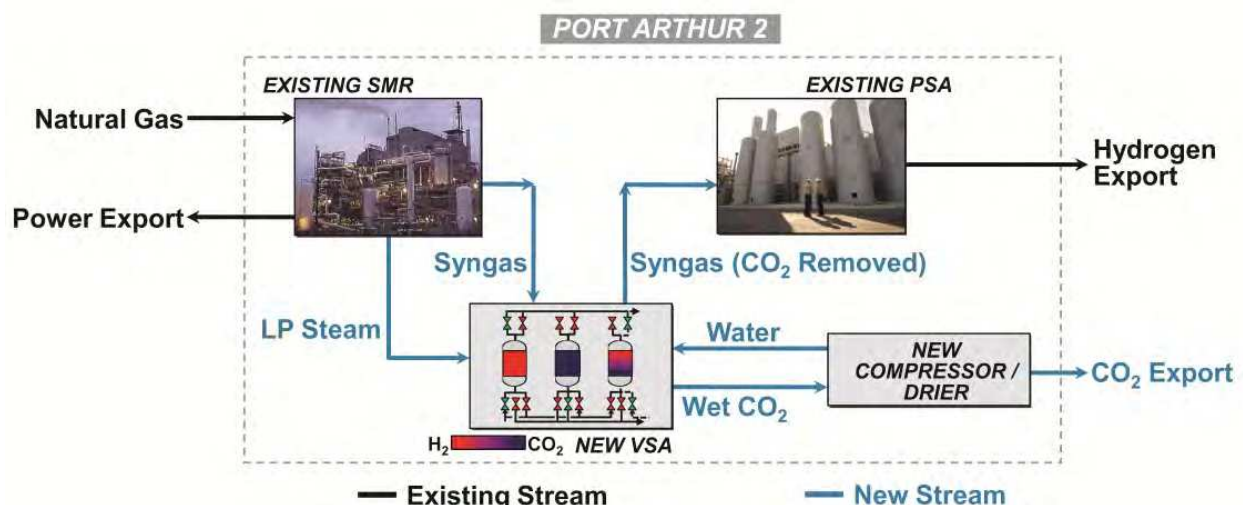 PORT ARTHUR 2
EXISTING SMR
EXISTING PSA
Natural Gas
Hydrogen
Export
Power Export
Syngas
Syngas (CO₂ Removed)
LP Steam
Water
NEW
COMPRESSOR /
DRIER
CO₂ Export
Wet CO₂
H₂
CO₂
NEW VSA
Existing Stream
New Stream